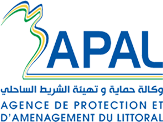 APAL
وكالة حماية و تهيئة الشريط الساحلي
AGENCE DE PROTECTION ET
D'AMENAGEMENT DU LITTORAL